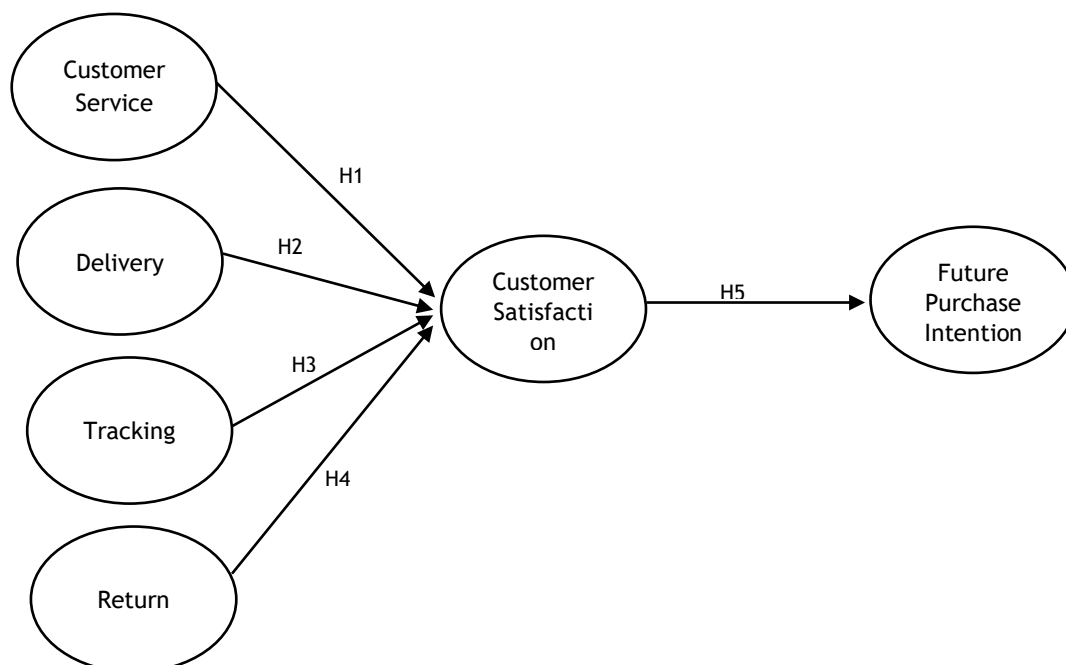 Customer
Service
H1
Delivery
H2
Customer
Satisfacti
on
H5
Future
Purchase
Intention
H3
Tracking
H4
Return